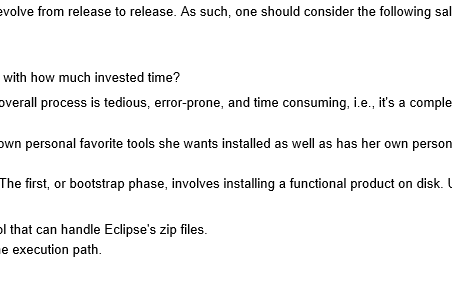 evolve from release to release. As such, one should consider the following sal
with how much invested time?
overall process is tedious, error-prone, and time consuming, i.e., it's a comple
own personal favorite tools she wants installed as well as has her own person
The first, or bootstrap phase, involves installing a functional product on disk. U
ol that can handle Eclipse's zip files.
e execution path.